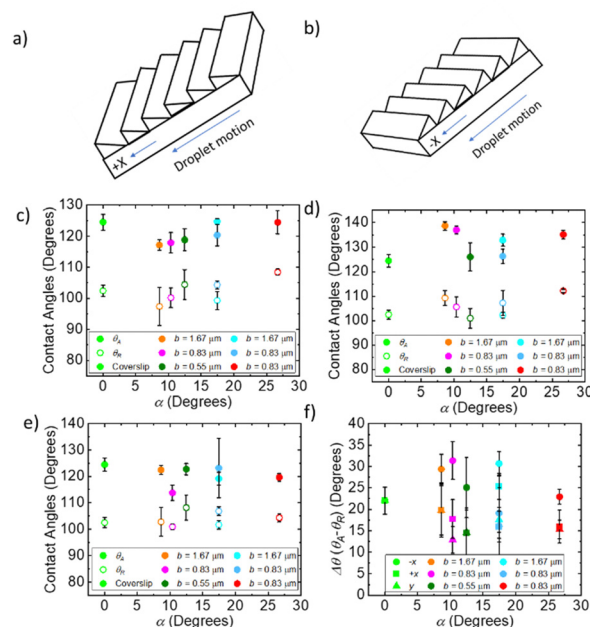 a)
+X
Droplet motion
b)
-X
Droplet motion
c)
Contact Angles (Degrees)
130
120
110
100
90
80
θA b = 1.67 μm b = 1.67 μm
θR b = 0.83 μm b = 0.83 μm
Coverslip b = 0.55 μm b = 0.83 μm
0 5 10 15 20 25 30
α (Degrees)
d)
Contact Angles (Degrees)
140
130
120
110
100
90
80
θA b = 1.67 μm b = 1.67 μm
θR b = 0.83 μm b = 0.83 μm
Coverslip b = 0.55 μm b = 0.83 μm
0 5 10 15 20 25 30
α (Degrees)
e)
Contact Angles (Degrees)
140
130
120
110
100
90
80
θA b = 1.67 μm b = 1.67 μm
θR b = 0.83 μm b = 0.83 μm
Coverslip b = 0.55 μm b = 0.83 μm
0 5 10 15 20 25 30
α (Degrees)
f)
Δθ (θA-θR) (Degrees)
40
35
30
25
20
15
10
5
0
-x b = 1.67 μm b = 1.67 μm
+x b = 0.83 μm b = 0.83 μm
y b = 0.55 μm b = 0.83 μm
0 5 10 15 20 25 30
α (Degrees)